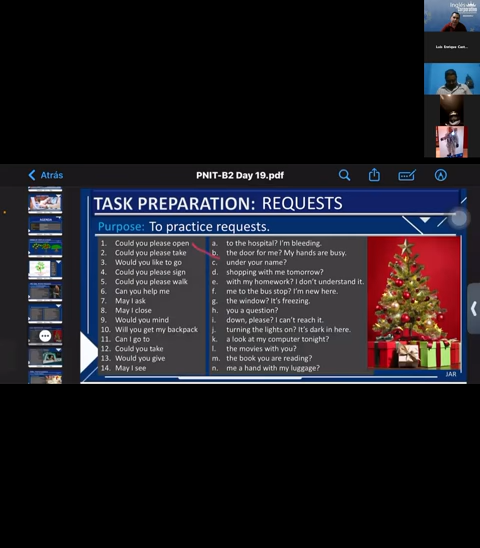 Inglés
Corporativo
Luis Enrique Cast...
Atrás
PNIT-B2 Day 19.pdf
TASK PREPARATION: REQUESTS
Purpose: To practice requests.
1. Could you please open
2. Could you please take
3. Would you like to go
4. Could you please sign
5. Could you please walk
6. Can you help me
7. May I ask
8. May I close
9. Would you mind
10. Will you get my backpack
11. Can I go to
12. Could you take
13. Would you give
14. May I see
a. to the hospital? I'm bleeding.
b. the door for me? My hands are busy.
c. under your name?
d. shopping with me tomorrow?
e. with my homework? I don't understand it.
f. me to the bus stop? I'm new here.
g. the window? It's freezing.
h. you a question?
i. down, please? I can't reach it.
j. turning the lights on? It's dark in here.
k. a look at my computer tonight?
l. the movies with you?
m. the book you are reading?
n. me a hand with my luggage?
JAR